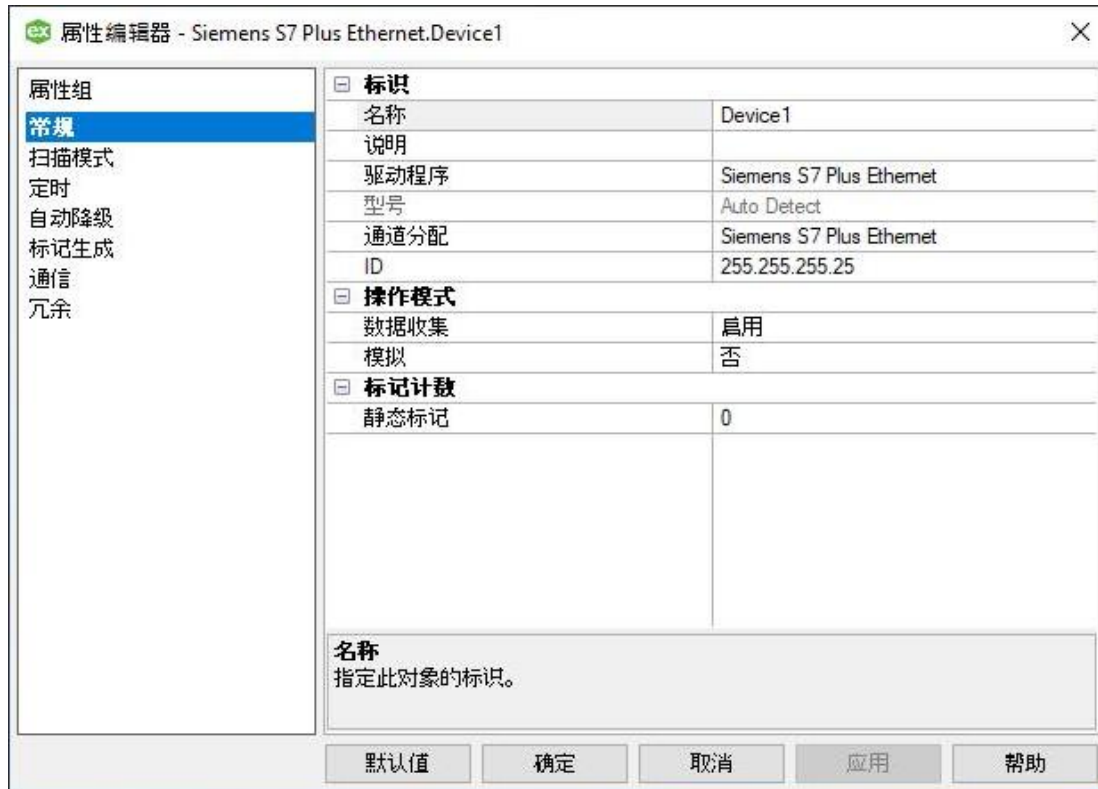 属性编辑器 - Siemens S7 Plus Ethernet.Device1
属性组
常规
扫描模式
定时
自动降级
标记生成
通信
冗余
标识
名称 Device1
说明
驱动程序 Siemens S7 Plus Ethernet
型号 Auto Detect
通道分配 Siemens S7 Plus Ethernet
ID 255.255.255.25
操作模式
数据收集 启用
模拟 否
标记计数
静态标记 0
名称
指定此对象的标识。
默认值 确定 取消 应用 帮助